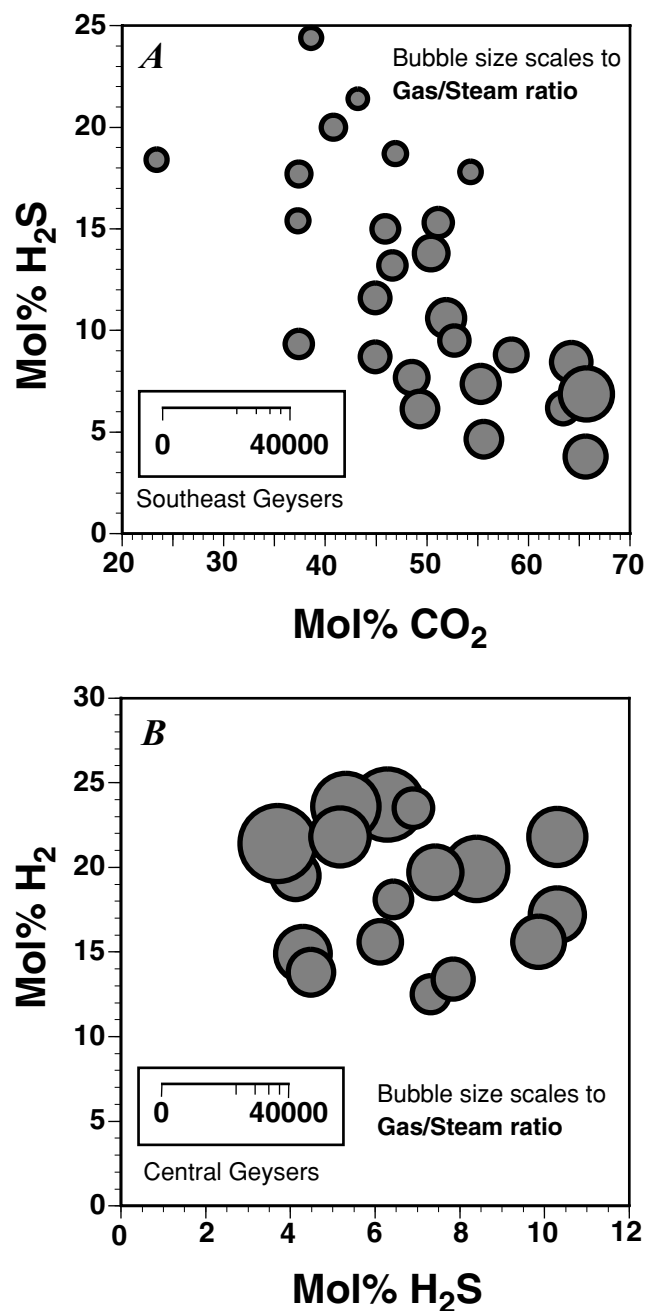 25
A
Bubble size scales to
Gas/Steam ratio
20
Mol% H₂S
15
10
5
0 40000
Southeast Geysers
0
20 30 40 50 60 70
Mol% CO₂
30
B
25
20
Mol% H₂
15
10
0 40000
Bubble size scales to
Gas/Steam ratio
5
Central Geysers
0
0 2 4 6 8 10 12
Mol% H₂S